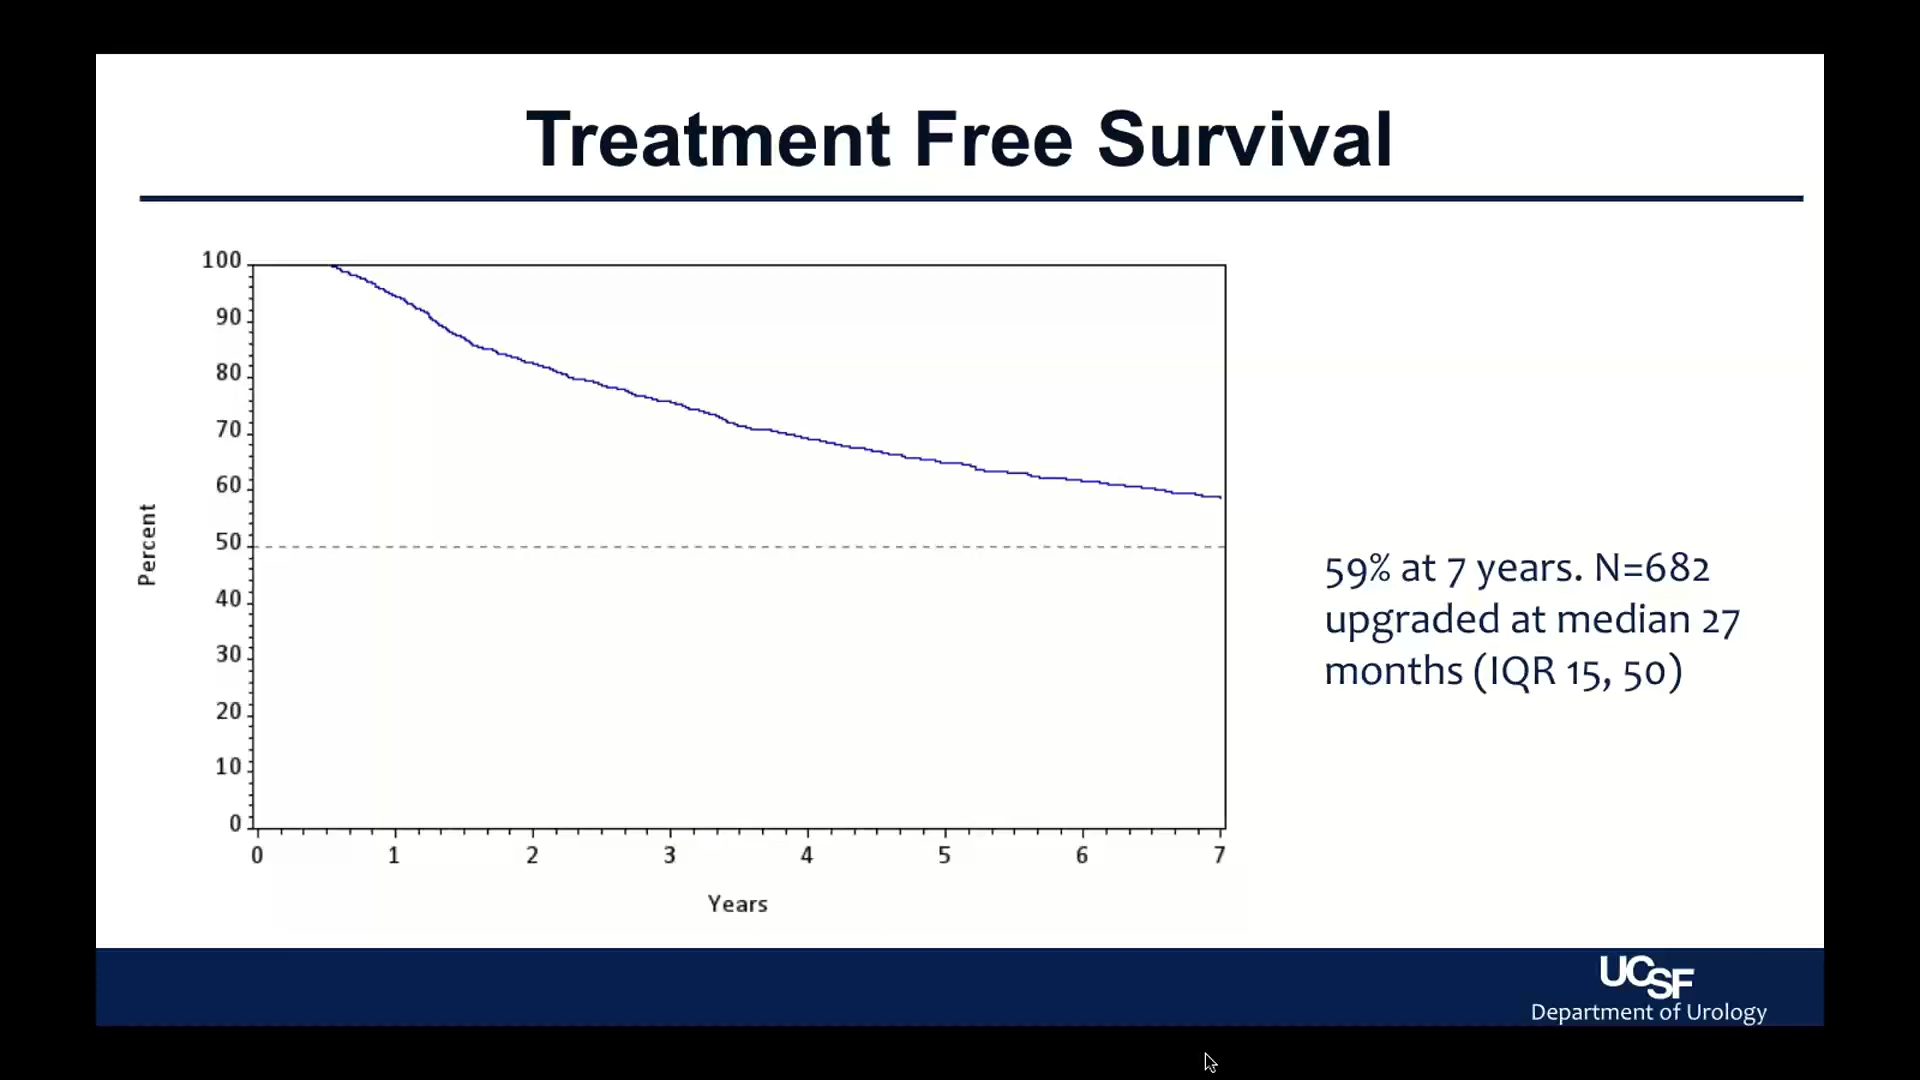 Treatment Free Survival
100
90
80
70
60
50
40
30
20
10
0
Percent
0 1 2 3 4 5 6 7
Years
59% at 7 years. N=682
upgraded at median 27
months (IQR 15, 50)
UCSF
Department of Urology